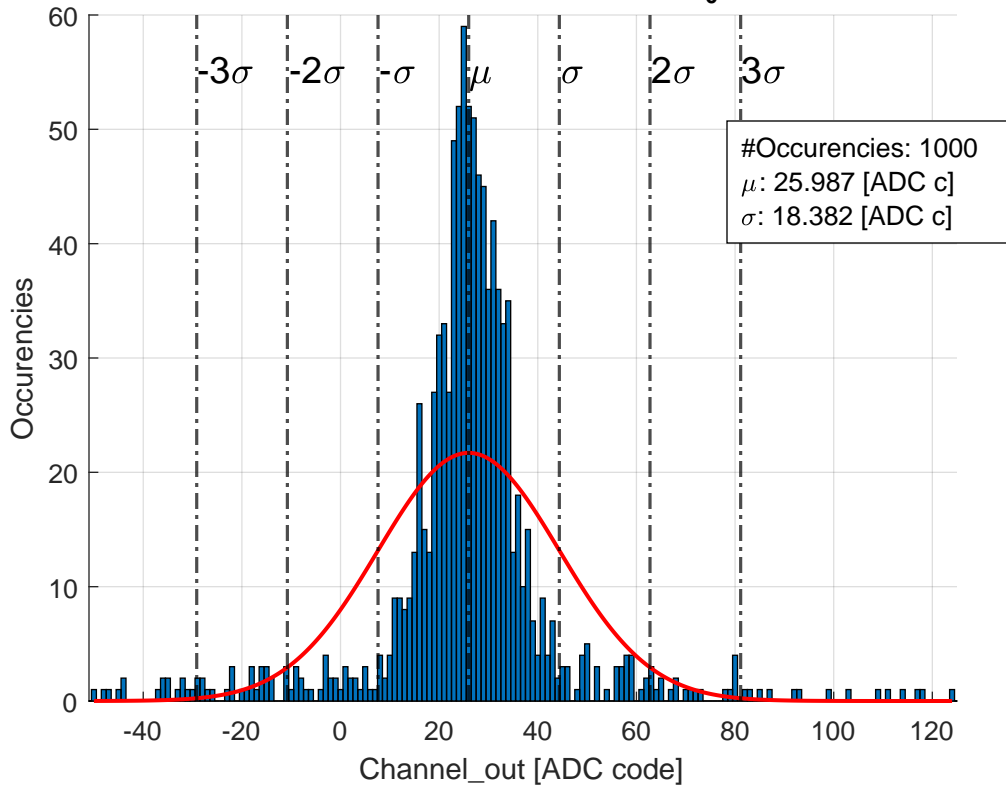 60
50
40
30
20
10
0
-3σ -2σ -σ μ σ 2σ 3σ
#Occurencies: 1000
μ: 25.987 [ADC c]
σ: 18.382 [ADC c]
Occurencies
-40 -20 0 20 40 60 80 100 120
Channel_out [ADC code]